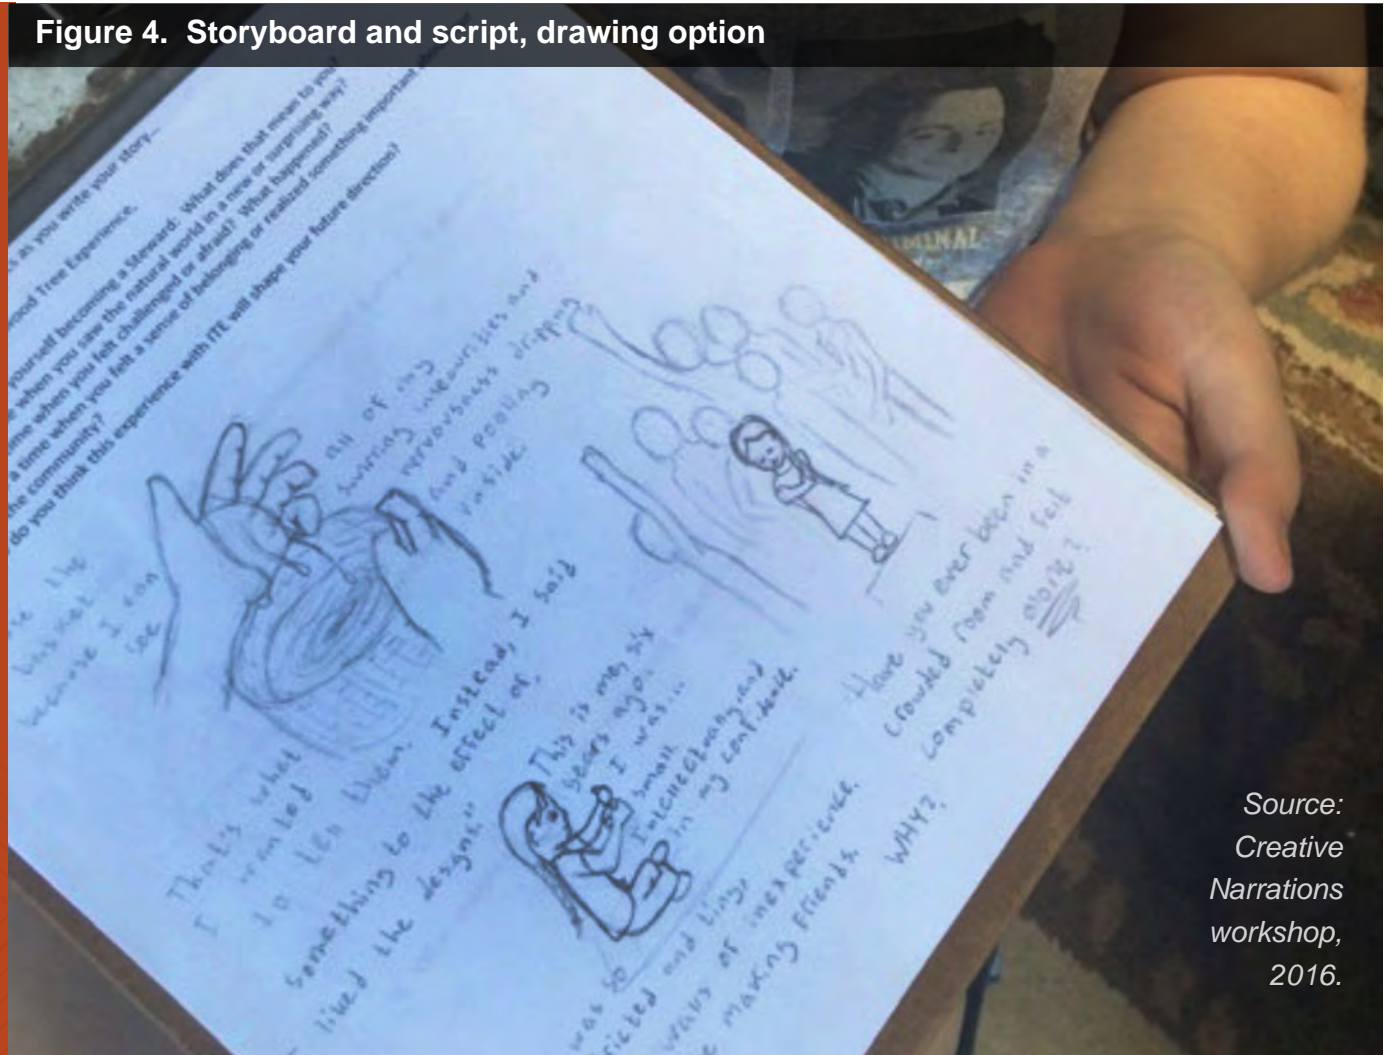 Figure 4. Storyboard and script, drawing option
as you write your story...
Tree Experience.
yourself becoming a Steward: What does that mean to you?
when you saw the natural world in a new or surprising way?
time when you felt challenged or afraid? What happened?
a time when you felt a sense of belonging or realized something important
the community?
do you think this experience with ITE will shape your future direction?
the
basket
because I can
see
all of my
swirling insecurities and
nervousness dripping
and pooling
inside.
That's what
I wanted
to tell them. Instead, I said
something to the effect of,
liked the design."
This is me, six
years ago.
I was...
small.
Intellectually, and
in my confidence.
Have you ever been in a
crowded room and felt
completely alone?
WHY?
was so
and tiny.
walls of inexperience.
making friends.
Source:
Creative
Narrations
workshop,
2016.